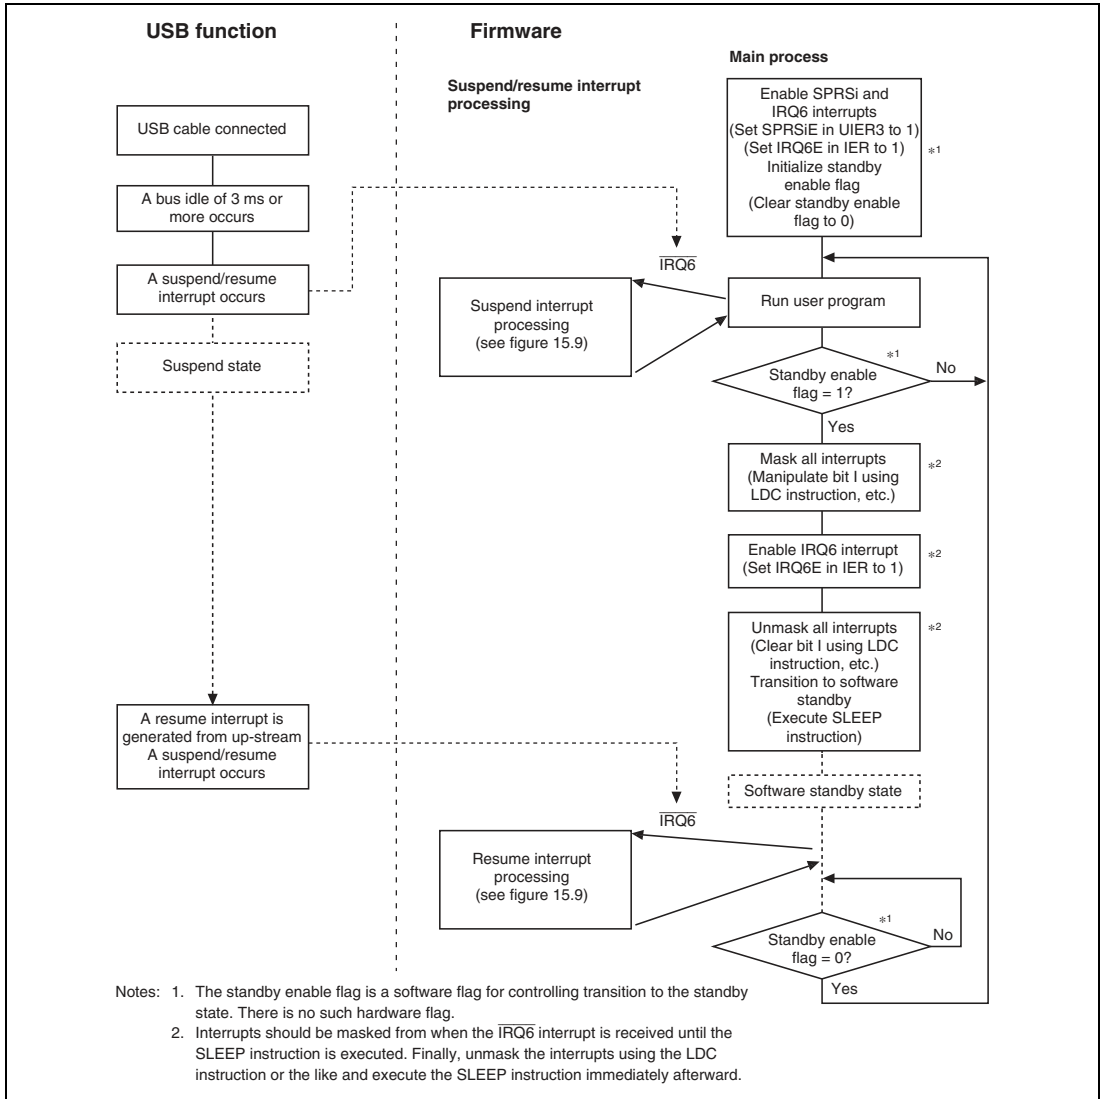 USB function
Firmware
Main process
Suspend/resume interrupt
processing
USB cable connected
A bus idle of 3 ms or
more occurs
A suspend/resume
interrupt occurs
Suspend state
A resume interrupt is
generated from up-stream
A suspend/resume
interrupt occurs
IRQ6
Suspend interrupt
processing
(see figure 15.9)
IRQ6
Resume interrupt
processing
(see figure 15.9)
Enable SPRSi and
IRQ6 interrupts
(Set SPRSiE in UIER3 to 1)
(Set IRQ6E in IER to 1)
Initialize standby
enable flag
(Clear standby enable
flag to 0)
*1
Run user program
*1
Standby enable
flag = 1?
No
Yes
Mask all interrupts
(Manipulate bit I using
LDC instruction, etc.)
*2
Enable IRQ6 interrupt
(Set IRQ6E in IER to 1)
*2
Unmask all interrupts
(Clear bit I using LDC
instruction, etc.)
Transition to software
standby
(Execute SLEEP
instruction)
*2
Software standby state
*1
Standby enable
flag = 0?
No
Yes
Notes: 1. The standby enable flag is a software flag for controlling transition to the standby
state. There is no such hardware flag.
2. Interrupts should be masked from when the IRQ6 interrupt is received until the
SLEEP instruction is executed. Finally, unmask the interrupts using the LDC
instruction or the like and execute the SLEEP instruction immediately afterward.